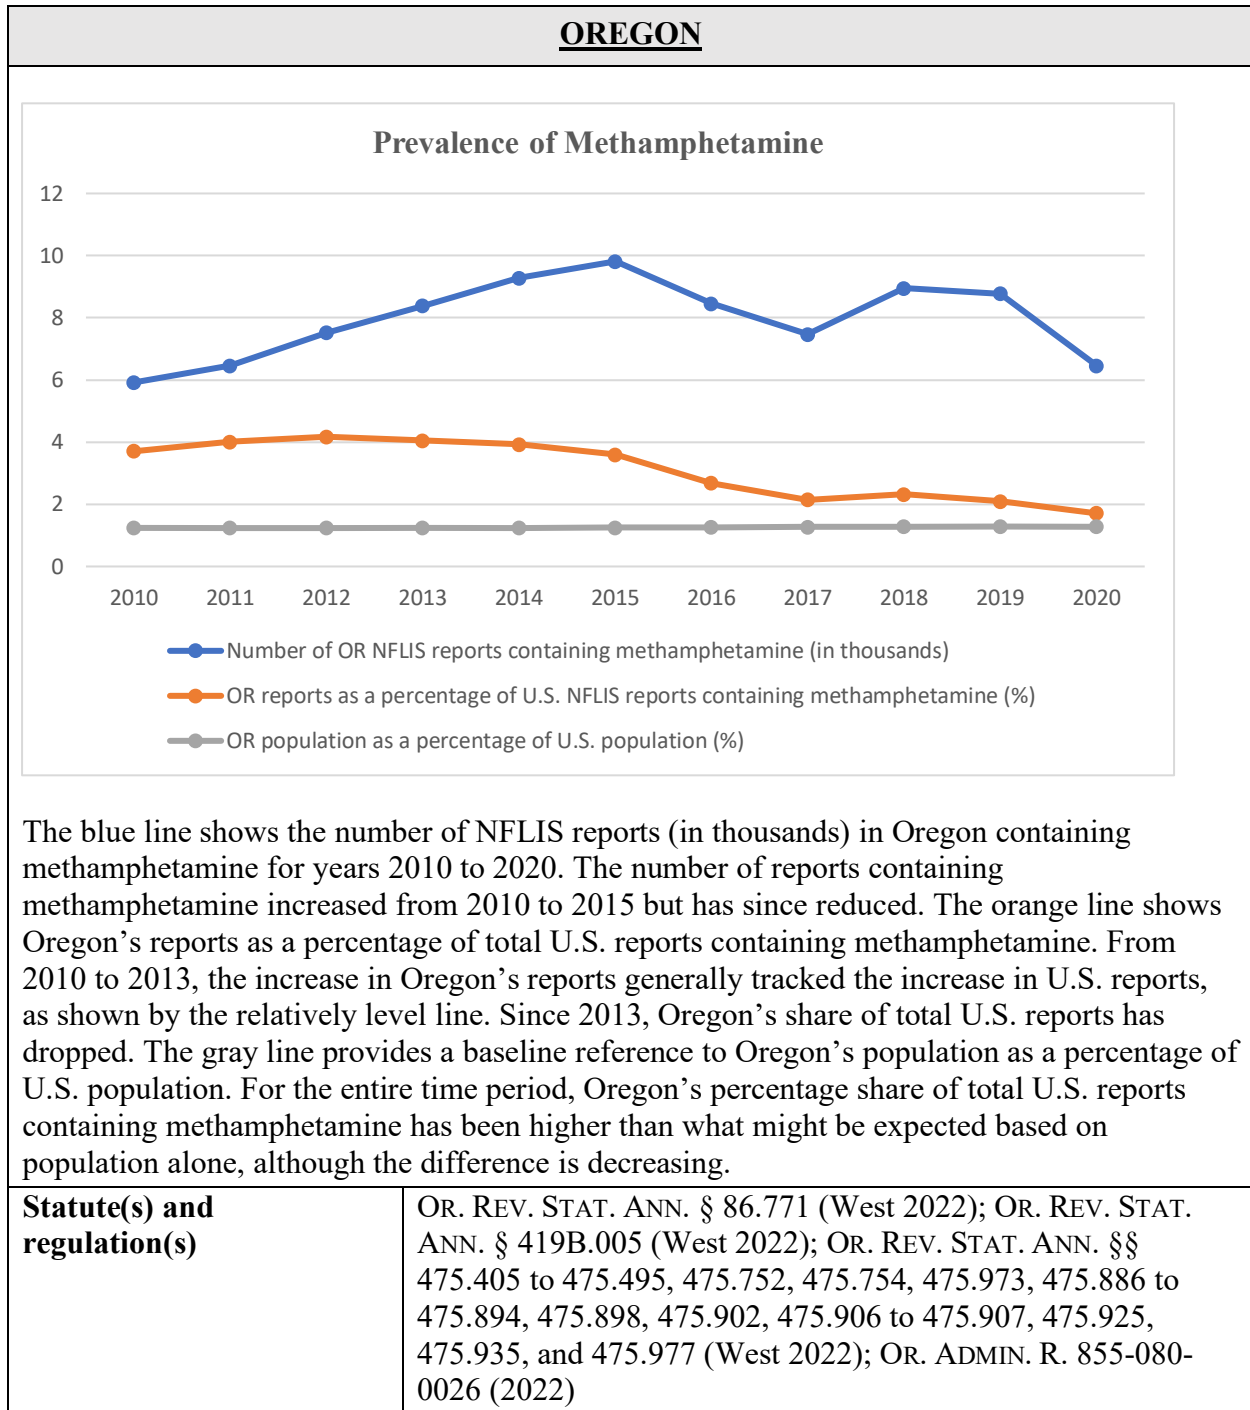 OREGON
Prevalence of Methamphetamine
12
10
8
6
4
2
0
2010 2011 2012 2013 2014 2015 2016 2017 2018 2019 2020
Number of OR NFLIS reports containing methamphetamine (in thousands)
OR reports as a percentage of U.S. NFLIS reports containing methamphetamine (%)
OR population as a percentage of U.S. population (%)
The blue line shows the number of NFLIS reports (in thousands) in Oregon containing
methamphetamine for years 2010 to 2020. The number of reports containing
methamphetamine increased from 2010 to 2015 but has since reduced. The orange line shows
Oregon’s reports as a percentage of total U.S. reports containing methamphetamine. From
2010 to 2013, the increase in Oregon’s reports generally tracked the increase in U.S. reports,
as shown by the relatively level line. Since 2013, Oregon’s share of total U.S. reports has
dropped. The gray line provides a baseline reference to Oregon’s population as a percentage of
U.S. population. For the entire time period, Oregon’s percentage share of total U.S. reports
containing methamphetamine has been higher than what might be expected based on
population alone, although the difference is decreasing.
Statute(s) and
regulation(s)
OR. REV. STAT. ANN. § 86.771 (West 2022); OR. REV. STAT.
ANN. § 419B.005 (West 2022); OR. REV. STAT. ANN. §§
475.405 to 475.495, 475.752, 475.754, 475.973, 475.886 to
475.894, 475.898, 475.902, 475.906 to 475.907, 475.925,
475.935, and 475.977 (West 2022); OR. ADMIN. R. 855-080-
0026 (2022)